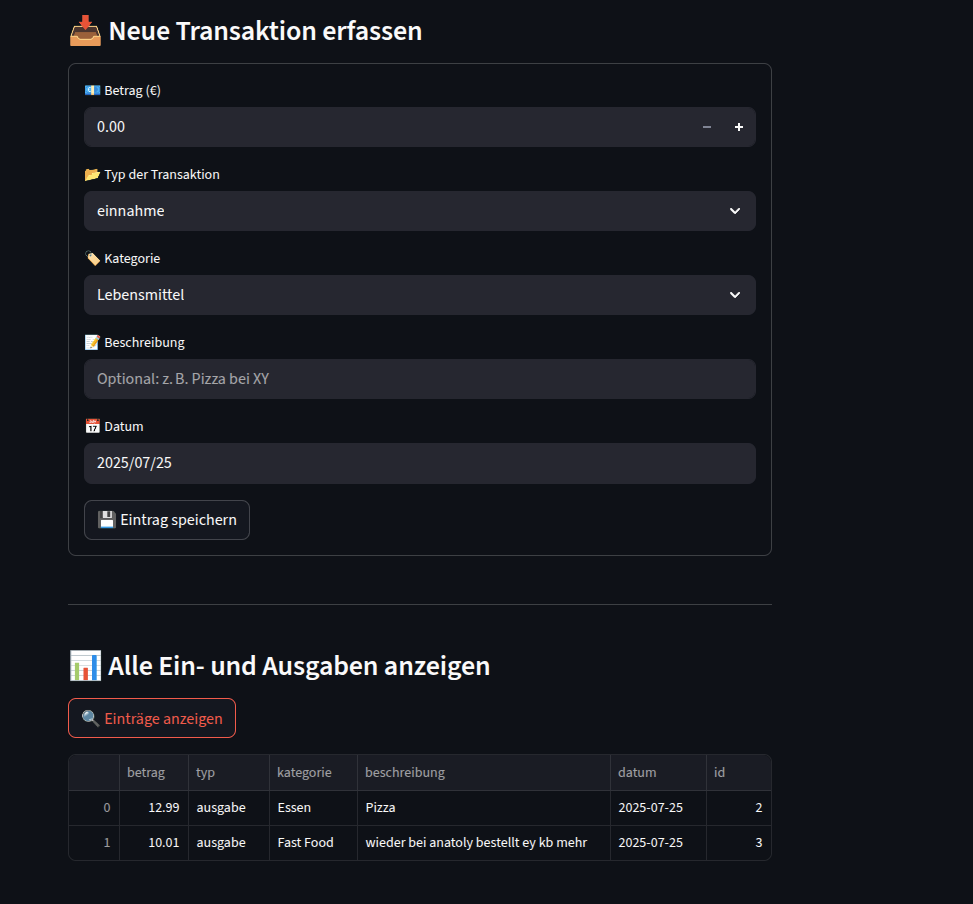 Neue Transaktion erfassen
Betrag (€)
0.00
Typ der Transaktion
einnahme
Kategorie
Lebensmittel
Beschreibung
Optional: z. B. Pizza bei XY
Datum
2025/07/25
Eintrag speichern
Alle Ein- und Ausgaben anzeigen
Einträge anzeigen
betrag typ kategorie beschreibung datum id
0 12.99 ausgabe Essen Pizza 2025-07-25 2
1 10.01 ausgabe Fast Food wieder bei anatoly bestellt ey kb mehr 2025-07-25 3